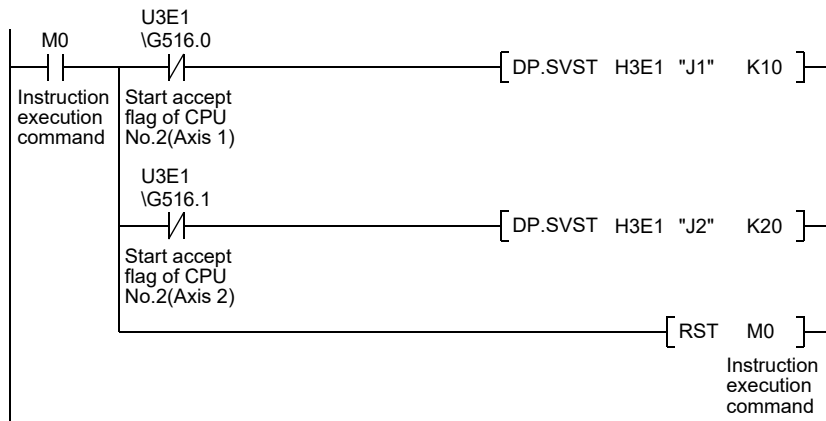 U3E1
M0 \G516.0
DP.SVST H3E1 "J1" K10
Instruction
execution
command
Start accept
flag of CPU
No.2(Axis 1)
U3E1
\G516.1
DP.SVST H3E1 "J2" K20
Start accept
flag of CPU
No.2(Axis 2)
RST M0
Instruction
execution
command